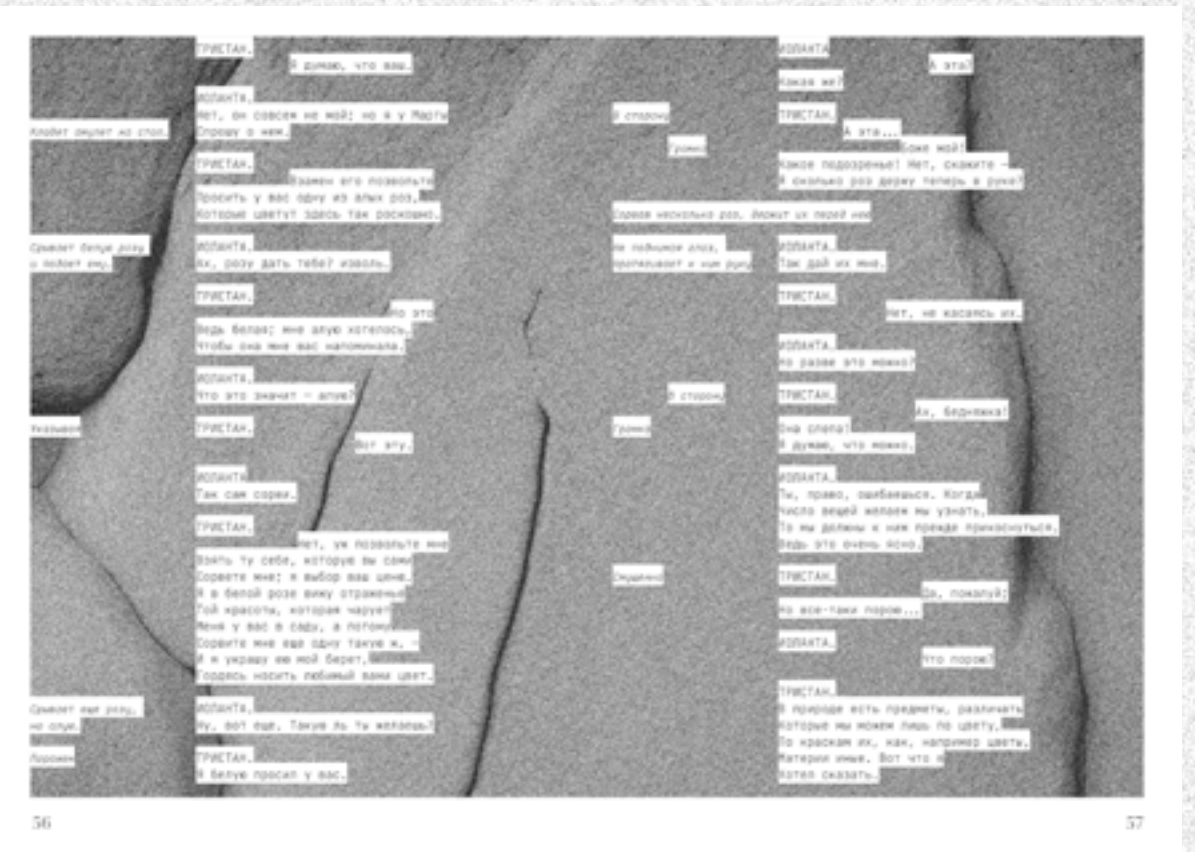 ТРИСТАН.
Я думаю, что ваш.
ИОЛАНТА.
Нет, он совсем не мой; но я у Марты
Спрошу о нем.
Кладет амулет на стол.
ТРИСТАН.
Взамен его позвольте
Просить у вас одну из алых роз,
Которые цветут здесь так роскошно.
Срывает белую розу
и подает ему.
ИОЛАНТА.
Ах, розу дать тебе? изволь.
ТРИСТАН.
Но это
Ведь белая; мне алую хотелось,
Чтобы она мне вас напоминала.
ИОЛАНТА.
Что это значит — алую?
Указывая
ТРИСТАН.
Вот эту.
ИОЛАНТА
Так сам сорви.
ТРИСТАН.
Нет, уж позвольте мне
Взять ту себе, которую вы сами
Сорвете мне; я выбор ваш ценю.
Я в белой розе вижу отраженье
Той красоты, которая чарует
Меня у вас в саду, а потому
Сорвите мне еще одну такую ж, —
И я украшу ею мой берет,
Гордясь носить любимый вами цвет.
Срывает еще розу,
но алую.
ИОЛАНТА.
Ну, вот еще. Такую ль ты желаешь?
Поражен
ТРИСТАН.
Я белую просил у вас.
56
ИОЛАНТА
А эта?
Какая же?
В сторону
ТРИСТАН.
А эта...
Громко
Боже мой!
Какое подозренье! Нет, скажите —
Я сколько роз держу теперь в руке?
Сорвав несколько роз, держит их перед нею
Не поднимая глаз,
протягивает к ним руку
ИОЛАНТА.
Так дай их мне.
ТРИСТАН.
Нет, не касаясь их.
ИОЛАНТА.
Но разве это можно?
В сторону
ТРИСТАН.
Ах, бедняжка!
Громко
Она слепа!
Я думаю, что можно.
ИОЛАНТА.
Ты, право, ошибаешься. Когда
Число вещей желаем мы узнать,
То мы должны к ним прежде прикоснуться.
Ведь это очень ясно.
Смущенно
ТРИСТАН.
Да, пожалуй;
Но все-таки порою...
ИОЛАНТА.
Что порою?
ТРИСТАН.
В природе есть предметы, различать
Которые мы можем лишь по цвету,
По краскам их, как, например цветы,
Материи иные. Вот что я
Хотел сказать.
57